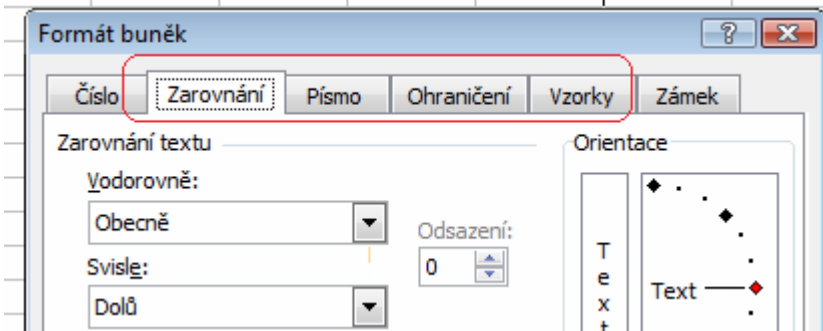 Formát buněk
Číslo Zarovnání Písmo Ohraničení Vzorky Zámek
Zarovnání textu
Orientace
Vodorovně:
Obecně
Odsazení:
0
Svisle:
Dolů
Text
Text